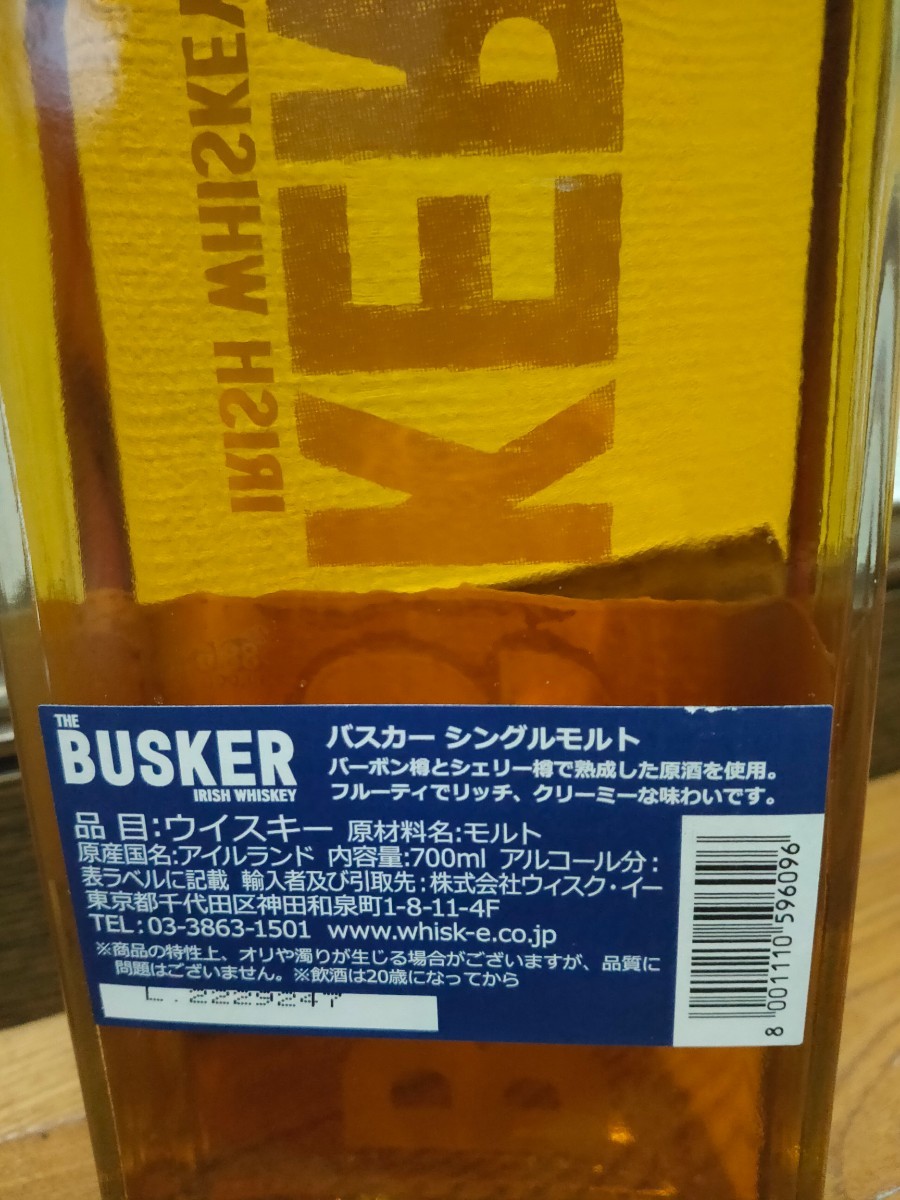 IRISH WHISKEY
KER
THE
BUSKER
IRISH WHISKEY
バスカー シングルモルト
バーボン樽とシェリー樽で熟成した原酒を使用。
フルーティでリッチ、クリーミーな味わいです。
品 目:ウイスキー 原材料名:モルト
原産国名:アイルランド 内容量:700ml アルコール分:
表ラベルに記載 輸入者及び引取先:株式会社ウィスク・イー
東京都千代田区神田和泉町1-8-11-4F
TEL:03-3863-1501 www.whisk-e.co.jp
※商品の特性上、オリや濁りが生じる場合がございますが、品質に
問題はございません。※飲酒は20歳になってから
L.2229247
8 001110 596096
B